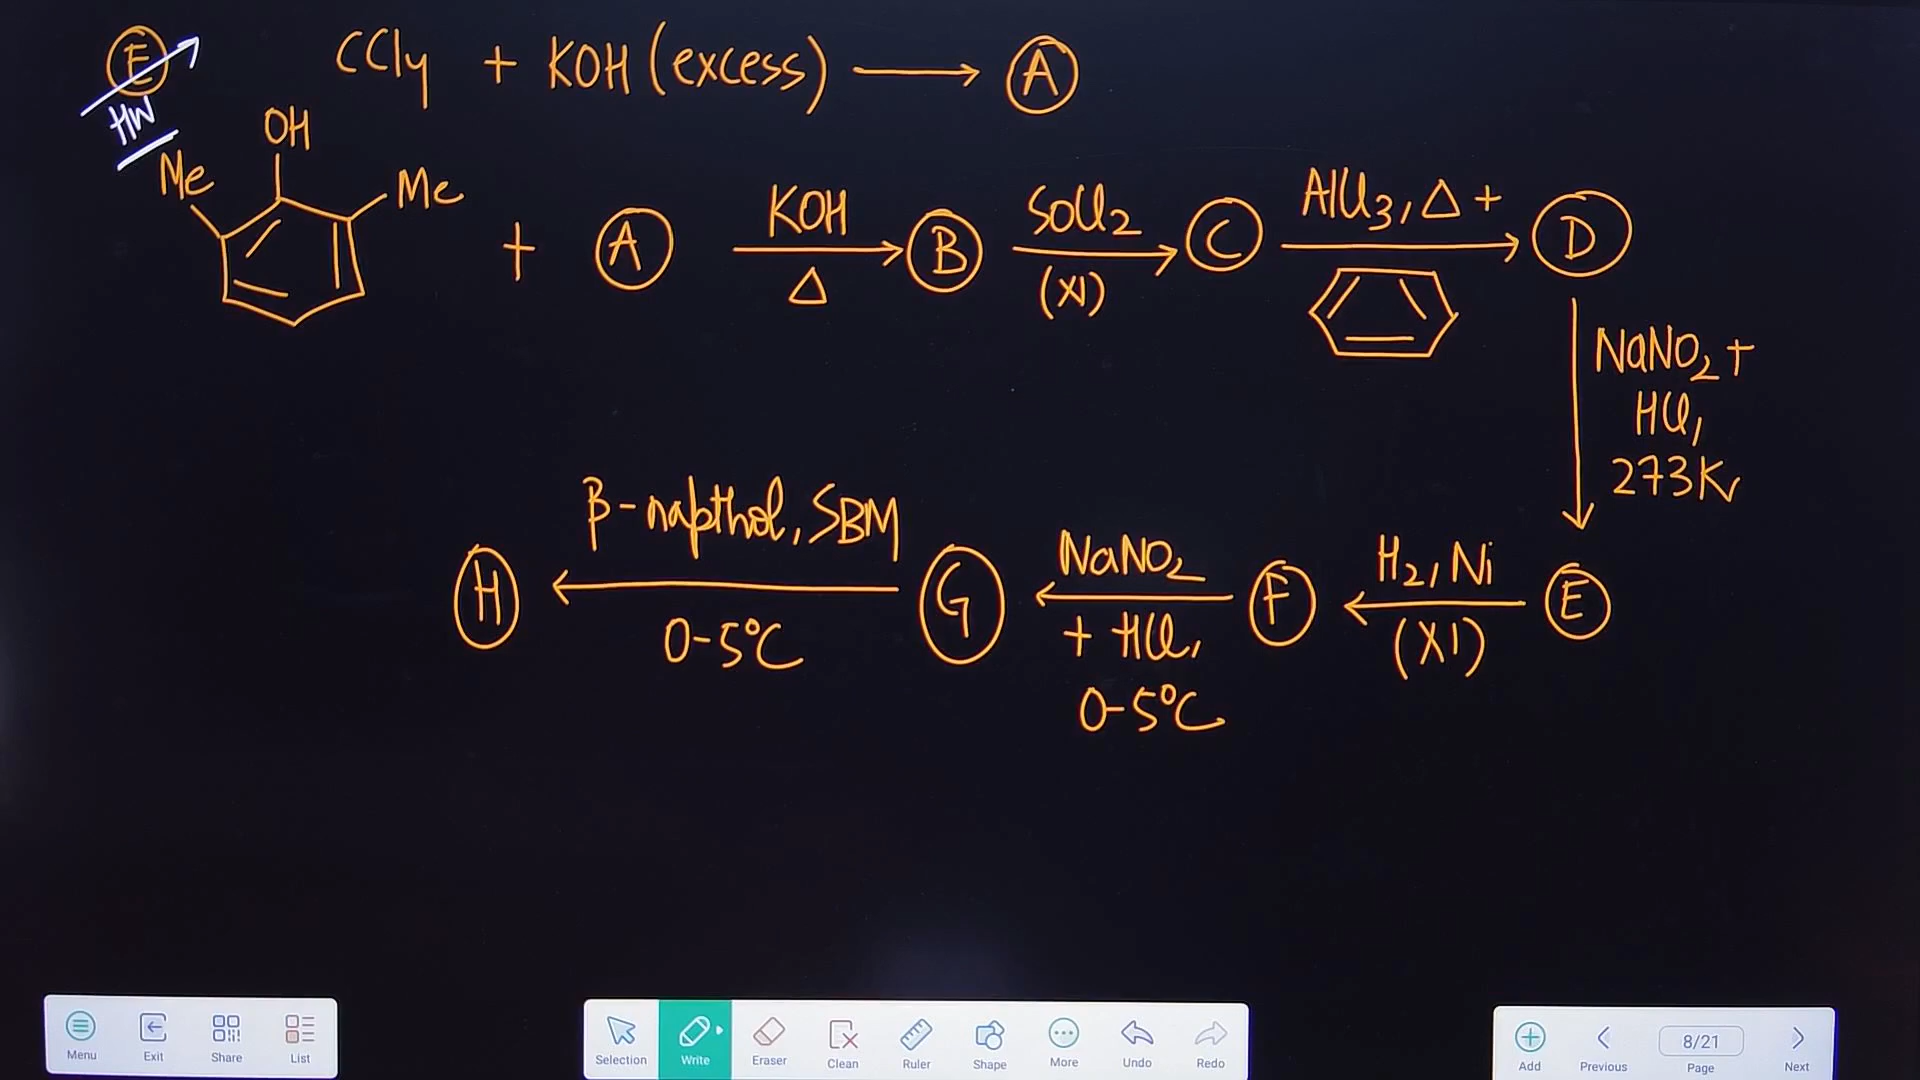 E CCl4 + KOH (excess) → A
HW
OH
Me Me
+ A KOH Δ → B SOCl2 (X1) → C AlCl3, Δ + → D
NaNO2 +
HCl,
273K
H β-napthol, SBM 0-5°C ← G NaNO2 + HCl, 0-5°C ← F H2, Ni (X1) ← E
Menu Exit Share List
Selection Write Eraser Clean Ruler Shape More Undo Redo
Add Previous 8/21 Page Next